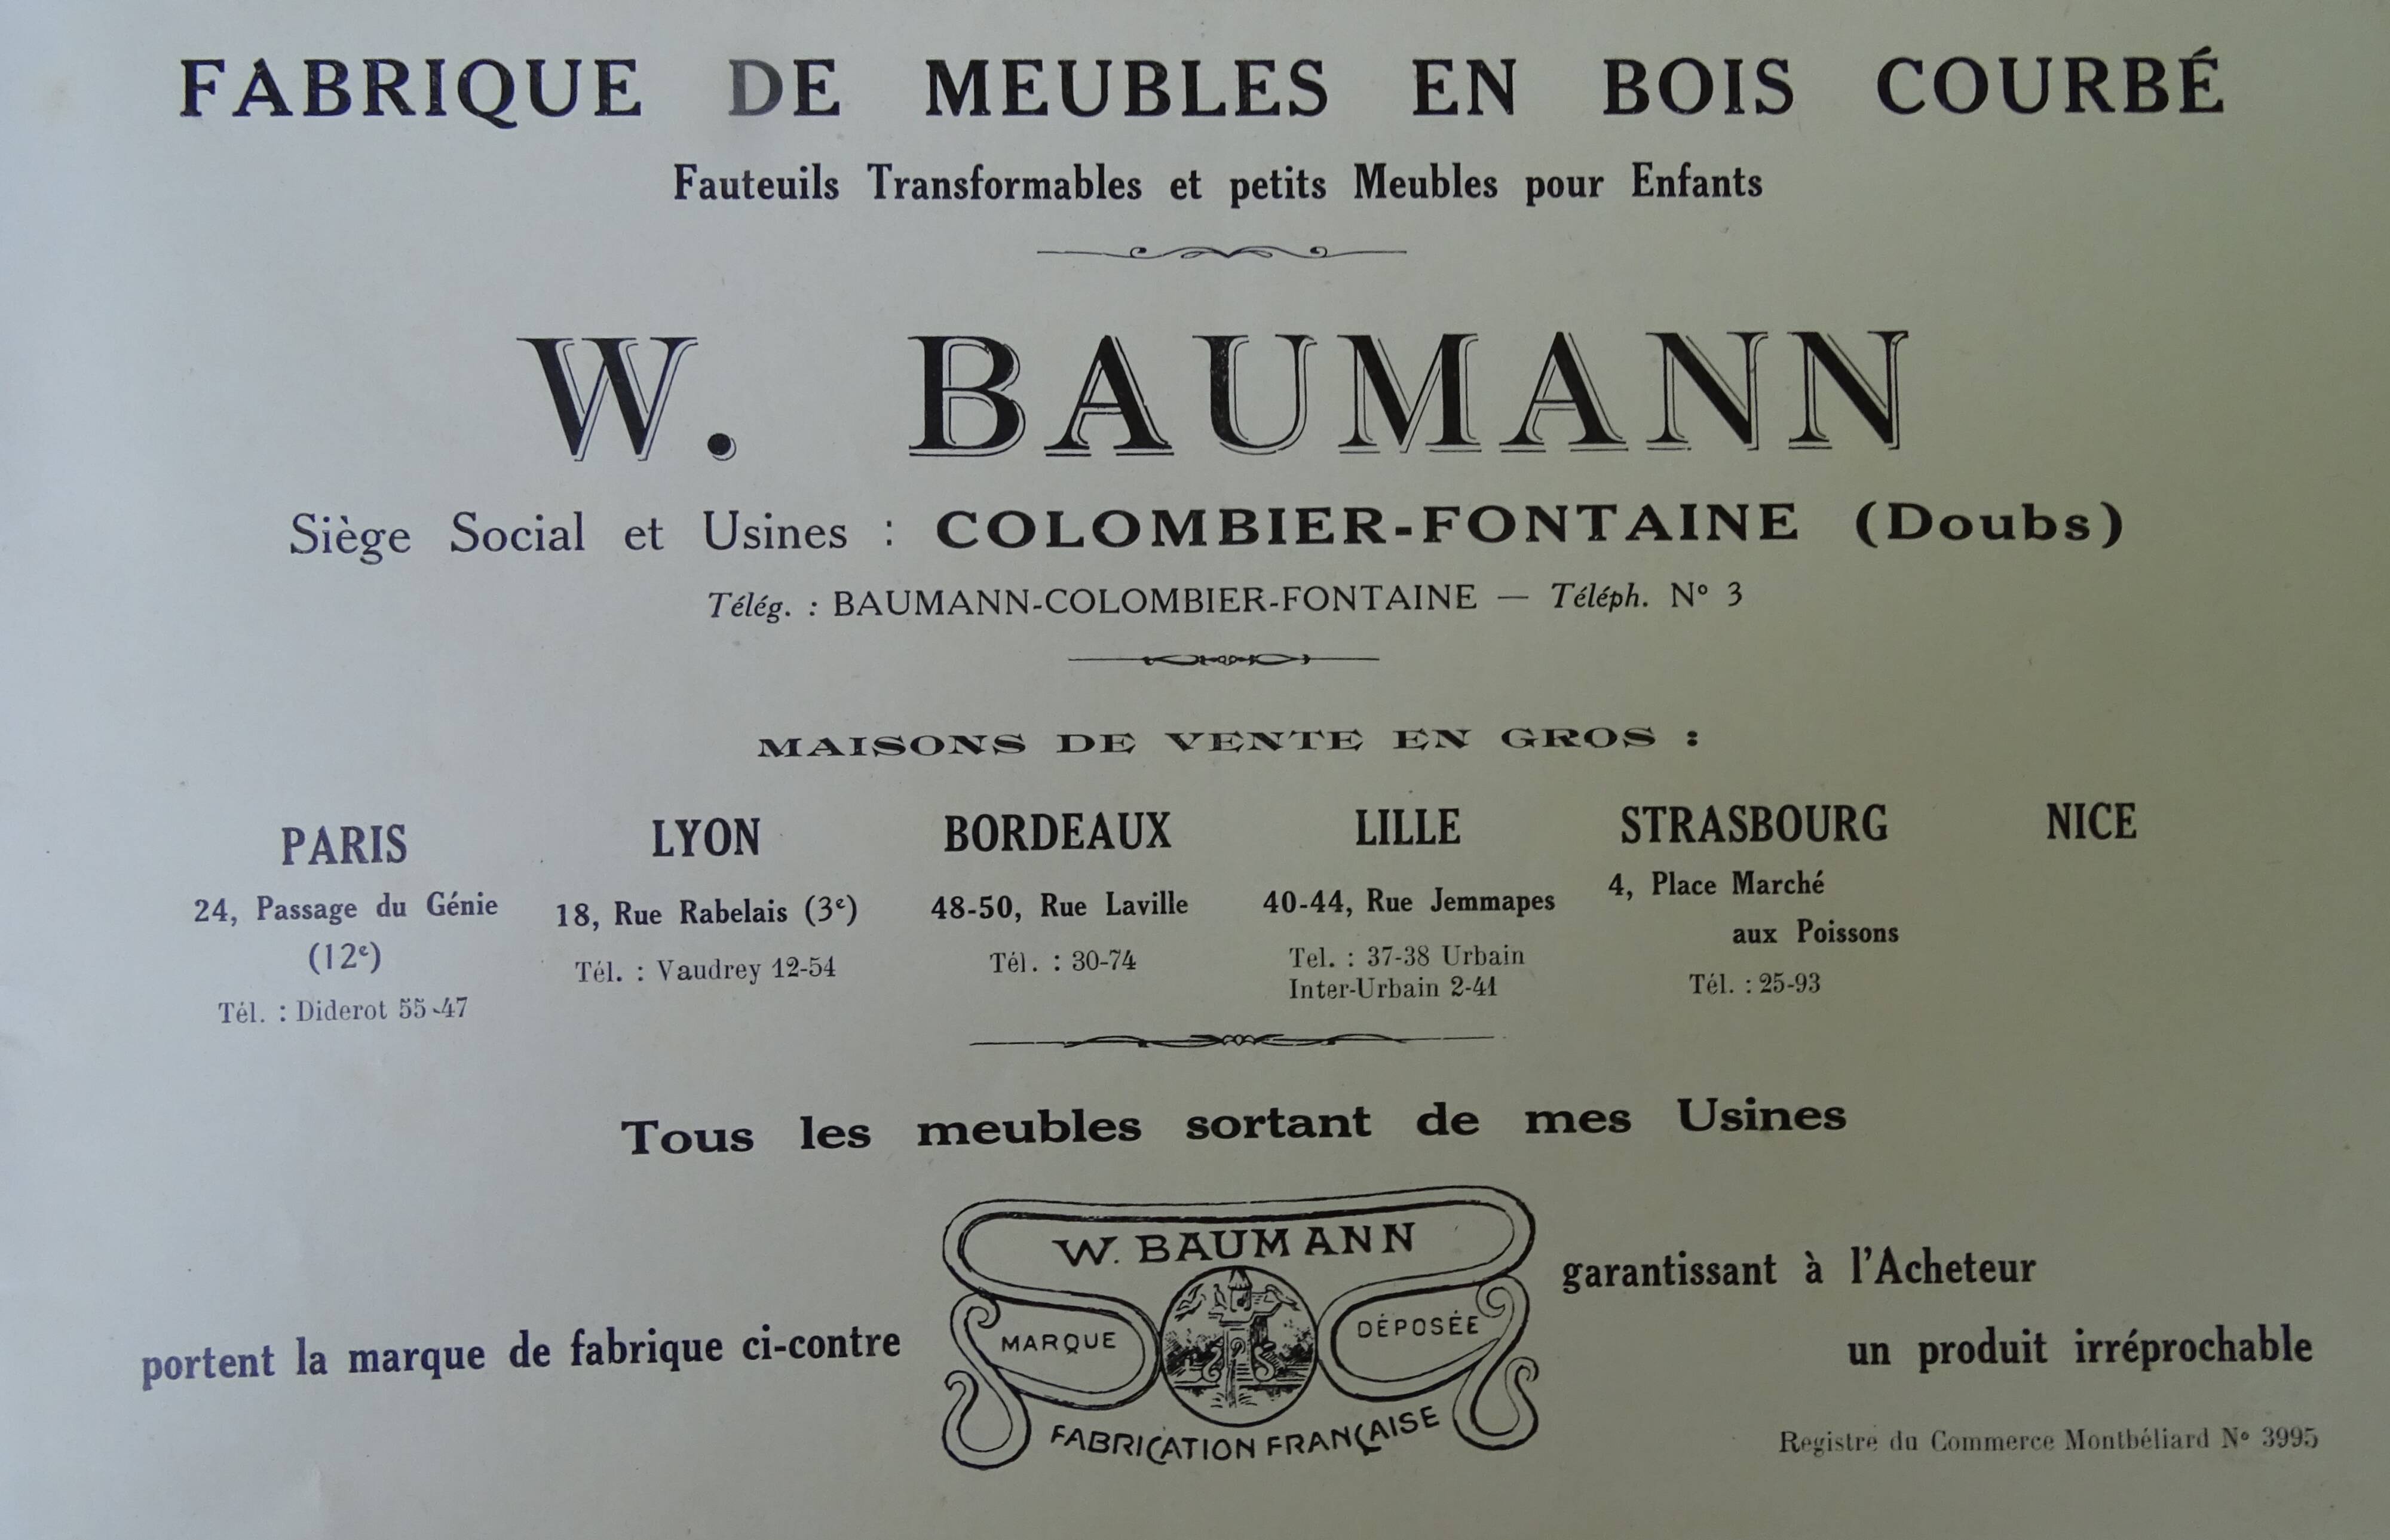 FABRIQUE DE MEUBLES EN BOIS COURBÉ
Fauteuils Transformables et petits Meubles pour Enfants
W. BAUMANN
Siège Social et Usines : COLOMBIER-FONTAINE (Doubs)
Télég. : BAUMANN-COLOMBIER-FONTAINE — Téléph. N° 3
MAISONS DE VENTE EN GROS :
PARIS
24, Passage du Génie
(12e)
Tél. : Diderot 55-47
LYON
18, Rue Rabelais (3e)
Tél. : Vaudrey 12-54
BORDEAUX
48-50, Rue Laville
Tél. : 30-74
LILLE
40-44, Rue Jemmapes
Tel. : 37-38 Urbain
Inter-Urbain 2-41
STRASBOURG
4, Place Marché
aux Poissons
Tél. : 25-93
NICE
Tous les meubles sortant de mes Usines
portent la marque de fabrique ci-contre
W. BAUMANN
MARQUE
DÉPOSÉE
FABRICATION FRANÇAISE
garantissant à l'Acheteur
un produit irréprochable
Registre du Commerce Montbéliard N° 3995